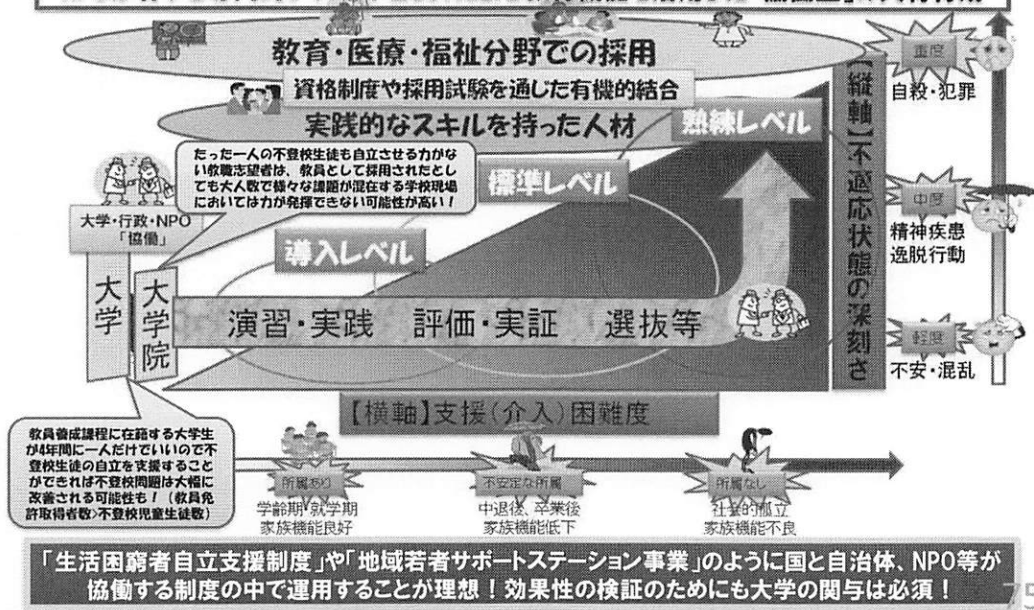 教育・医療・福祉分野での採用
資格制度や採用試験を通じた有機的結合
実践的なスキルを持った人材
熟練レベル
標準レベル
導入レベル
たった一人の不登校生徒も自立させる力がな
い教職志望者は、教員として採用されたとし
ても大人数で様々な課題が混在する学校現場
においては力が発揮できない可能性が高い！
大学・行政・NPO
「協働」
大学
大学院
演習・実践 評価・実証 選抜等
【縦軸】不適応状態の深刻さ
重度
自殺・犯罪
中度
精神疾患
逸脱行動
軽度
不安・混乱
【横軸】支援（介入）困難度
教員養成課程に在籍する大学生
が4年間に一人だけでいいので不
登校生徒の自立を支援すること
ができれば不登校問題は大幅に
改善される可能性も！（教員免
許取得者数>不登校児童生徒数）
所属あり
学齢期・就学期
家族機能良好
不安定な所属
中退後、卒業後
家族機能低下
所属なし
社会的孤立
家族機能不良
「生活困窮者自立支援制度」や「地域若者サポートステーション事業」のように国と自治体、NPO等が
協働する制度の中で運用することが理想！効果性の検証のためにも大学の関与は必須！
75